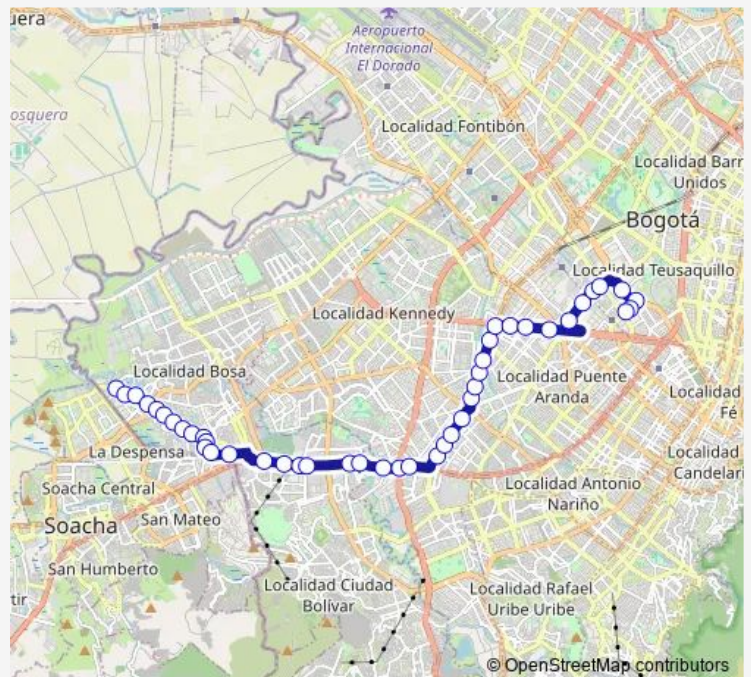 uera
Aeropuerto
Internacional
El Dorado
osquera
Localidad Fontibón
Localidad Barr
Unidos
Bogotá
Localidad Teusaquillo
Localidad Kennedy
Localidad Bosa
Localidad Puente
Aranda
Localidad
Fé
La Despensa
Localidad
Candelari
Soacha Central
Localidad Antonio
Nariño
Soacha
San Mateo
San Humberto
Localidad Ciudad
Bolívar
Localidad Rafael
Uribe Uribe
tir
© OpenStreetMap contributors